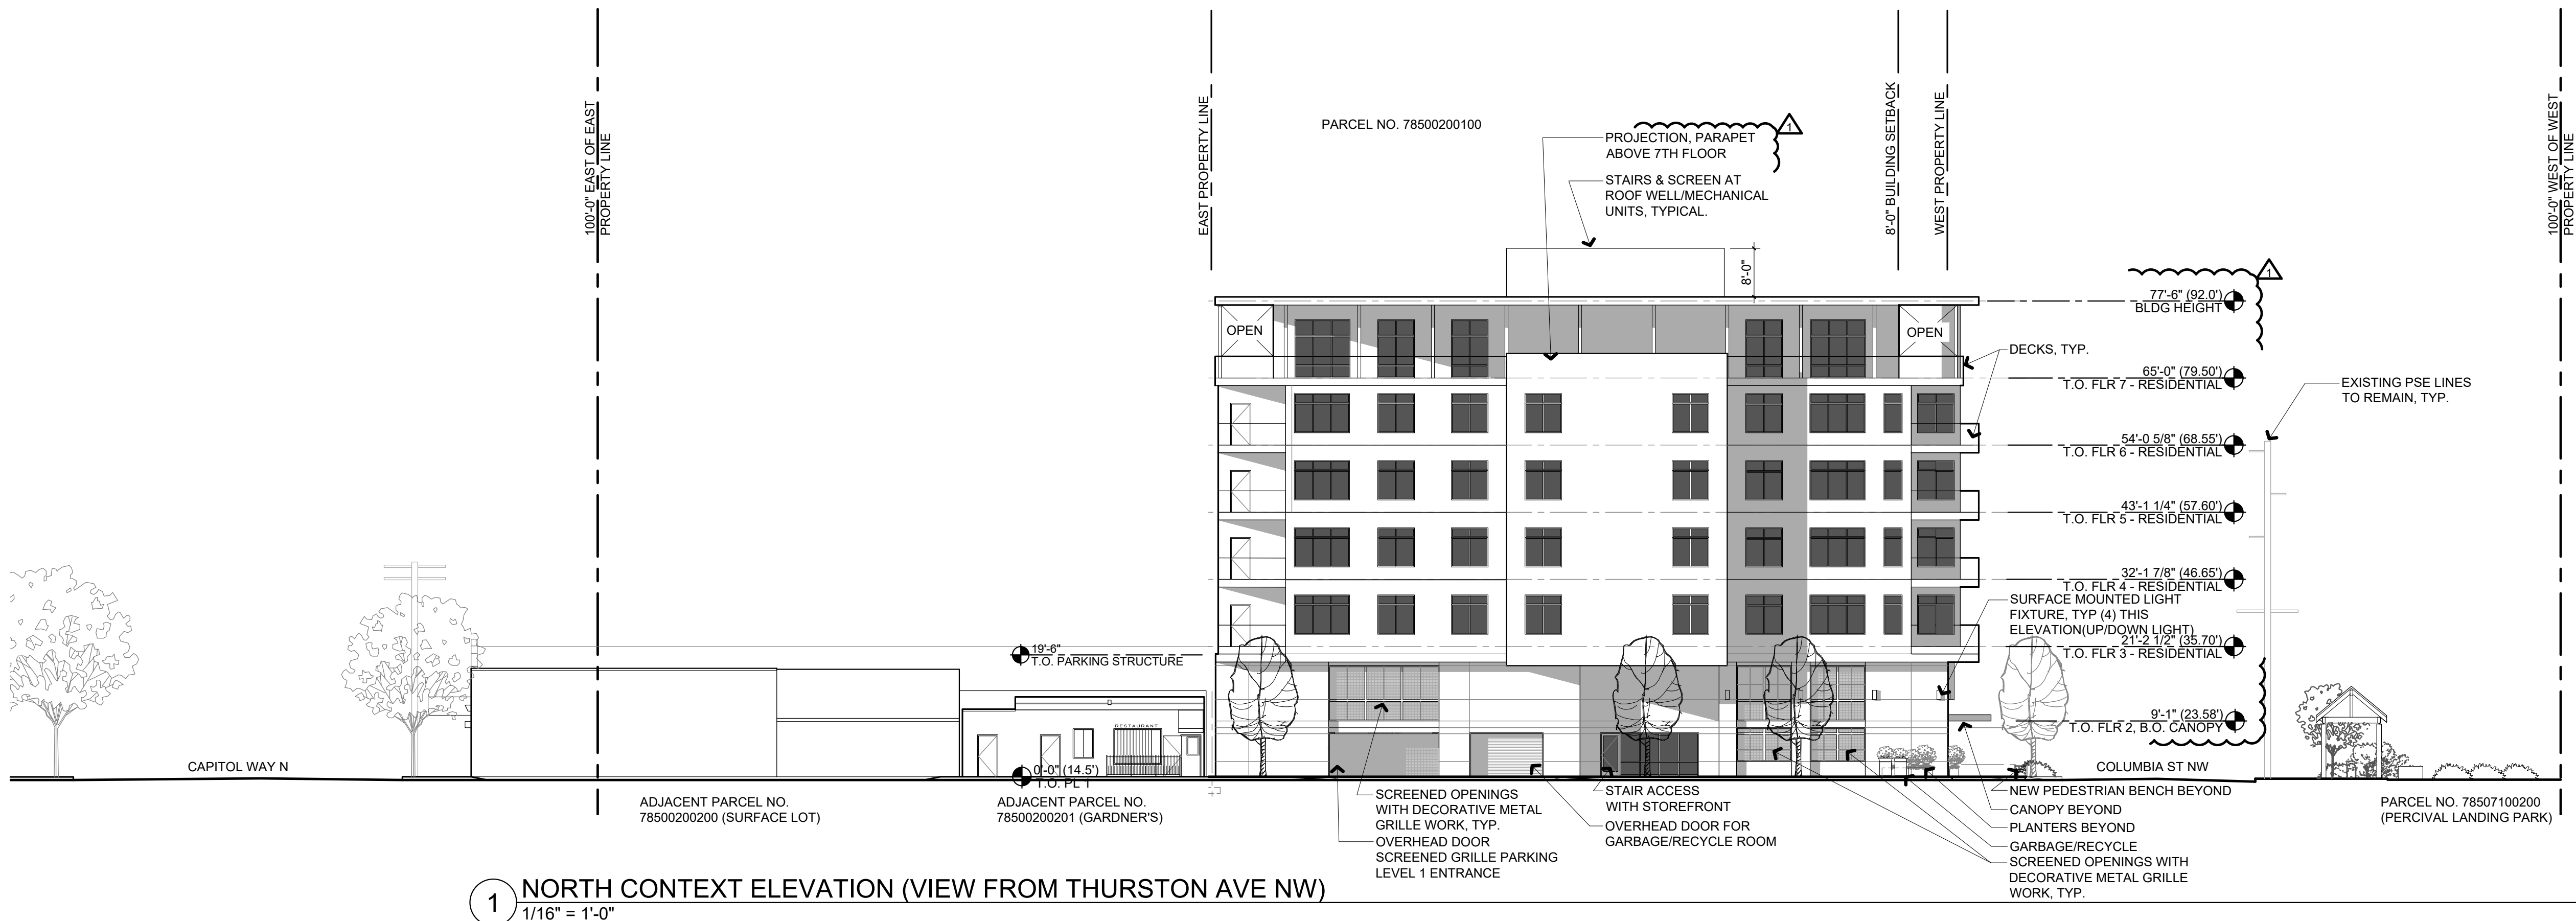 100'-0" EAST OF EAST
PROPERTY LINE
EAST PROPERTY LINE
PARCEL NO. 78500200100
PROJECTION, PARAPET
ABOVE 7TH FLOOR
1
STAIRS & SCREEN AT
ROOF WELL/MECHANICAL
UNITS, TYPICAL.
8'-0"
8'-0" BUILDING SETBACK
WEST PROPERTY LINE
100'-0" WEST OF WEST
PROPERTY LINE
1
77'-6" (92.0')
BLDG HEIGHT
OPEN
OPEN
DECKS, TYP.
65'-0" (79.50')
T.O. FLR 7 - RESIDENTIAL
EXISTING PSE LINES
TO REMAIN, TYP.
54'-0 5/8" (68.55')
T.O. FLR 6 - RESIDENTIAL
43'-1 1/4" (57.60')
T.O. FLR 5 - RESIDENTIAL
32'-1 7/8" (46.65')
T.O. FLR 4 - RESIDENTIAL
SURFACE MOUNTED LIGHT
FIXTURE, TYP (4) THIS
ELEVATION(UP/DOWN LIGHT)
21'-2 1/2" (35.70')
T.O. FLR 3 - RESIDENTIAL
19'-6"
T.O. PARKING STRUCTURE
RESTAURANT
9'-1" (23.58')
T.O. FLR 2, B.O. CANOPY
CAPITOL WAY N
0'-0" (14.5')
T.O. PL 1
COLUMBIA ST NW
ADJACENT PARCEL NO.
78500200200 (SURFACE LOT)
ADJACENT PARCEL NO.
78500200201 (GARDNER'S)
SCREENED OPENINGS
WITH DECORATIVE METAL
GRILLE WORK, TYP.
OVERHEAD DOOR
SCREENED GRILLE PARKING
LEVEL 1 ENTRANCE
STAIR ACCESS
WITH STOREFRONT
OVERHEAD DOOR FOR
GARBAGE/RECYCLE ROOM
NEW PEDESTRIAN BENCH BEYOND
CANOPY BEYOND
PLANTERS BEYOND
GARBAGE/RECYCLE
SCREENED OPENINGS WITH
DECORATIVE METAL GRILLE
WORK, TYP.
PARCEL NO. 78507100200
(PERCIVAL LANDING PARK)
1
NORTH CONTEXT ELEVATION (VIEW FROM THURSTON AVE NW)
1/16" = 1'-0"